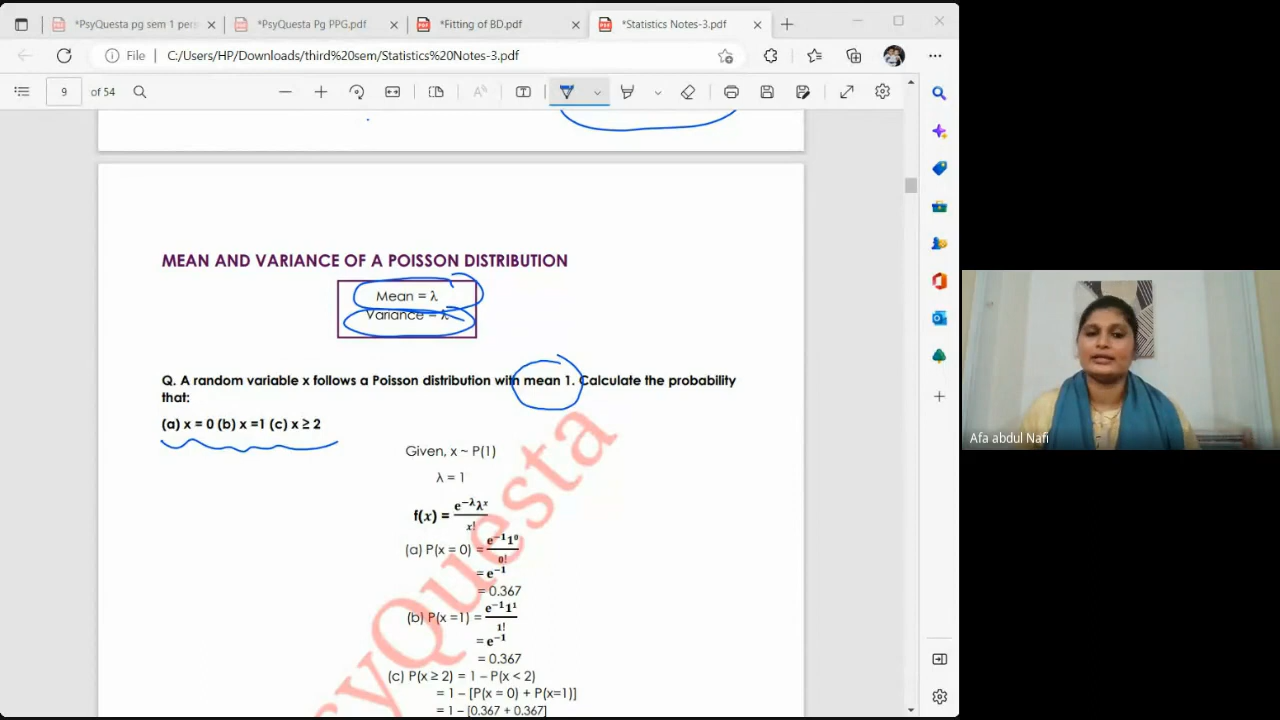 *PsyQuesta pg sem 1 pers
*PsyQuesta Pg PPG.pdf
*Fitting of BD.pdf
*Statistics Notes-3.pdf
File C:/Users/HP/Downloads/third%20sem/Statistics%20Notes-3.pdf
9 of 54
MEAN AND VARIANCE OF A POISSON DISTRIBUTION
Mean = λ
Variance = λ
Q. A random variable x follows a Poisson distribution with mean 1. Calculate the probability
that:
(a) x = 0 (b) x =1 (c) x ≥ 2
Given, x ~ P(1)
λ = 1
f(x) = e^−λ λ^x / x!
(a) P(x = 0) = e^−1 1^0 / 0!
= e^−1
= 0.367
(b) P(x =1) = e^−1 1^1 / 1!
= e^−1
= 0.367
(c) P(x ≥ 2) = 1 – P(x < 2)
= 1 – [P(x = 0) + P(x=1)]
= 1 – [0.367 + 0.367]
syQuesta
Afa abdul Nafi